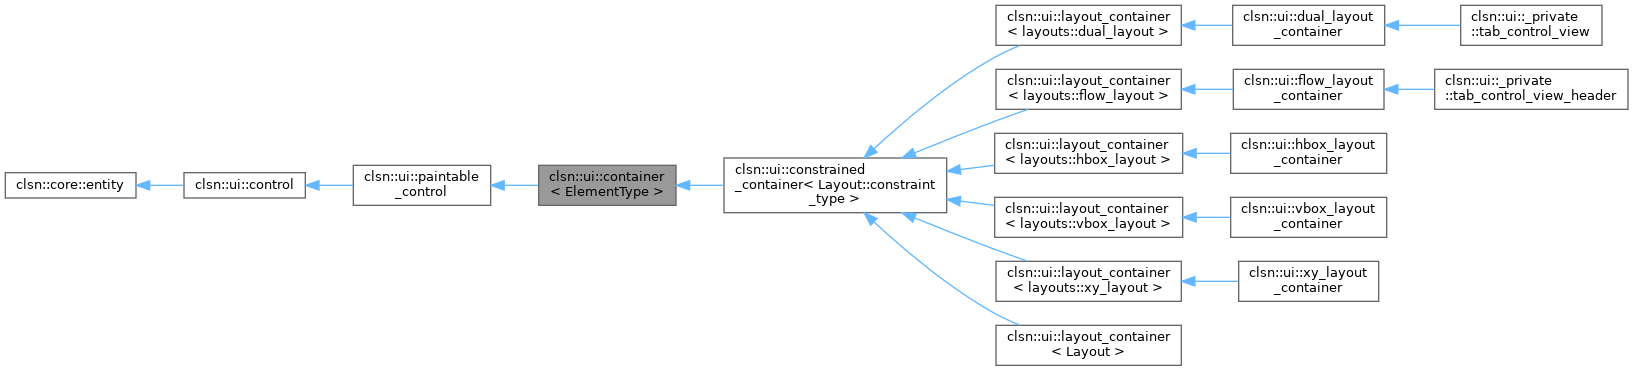 clsn::core::entity
clsn::ui::control
clsn::ui::paintable
_control
clsn::ui::container
< ElementType >
clsn::ui::constrained
_container< Layout::constraint
_type >
clsn::ui::layout_container
< layouts::dual_layout >
clsn::ui::dual_layout
_container
clsn::ui::_private
::tab_control_view
clsn::ui::layout_container
< layouts::flow_layout >
clsn::ui::flow_layout
_container
clsn::ui::_private
::tab_control_view_header
clsn::ui::layout_container
< layouts::hbox_layout >
clsn::ui::hbox_layout
_container
clsn::ui::layout_container
< layouts::vbox_layout >
clsn::ui::vbox_layout
_container
clsn::ui::layout_container
< layouts::xy_layout >
clsn::ui::xy_layout
_container
clsn::ui::layout_container
< Layout >